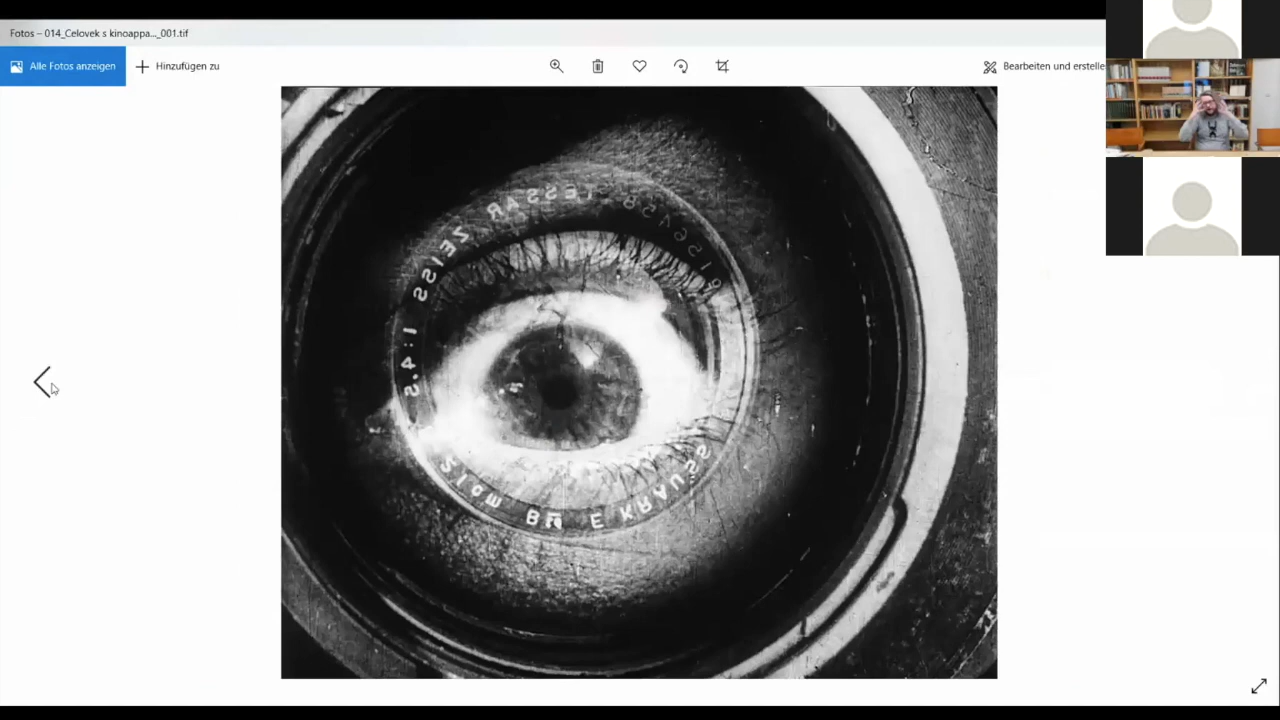 Fotos – 014_Celovek s kinoappa..._001.tif
Alle Fotos anzeigen
Hinzufügen zu
Bearbeiten und erstelle
1:4.5 ZEISS TESSAR
E KRAUSS